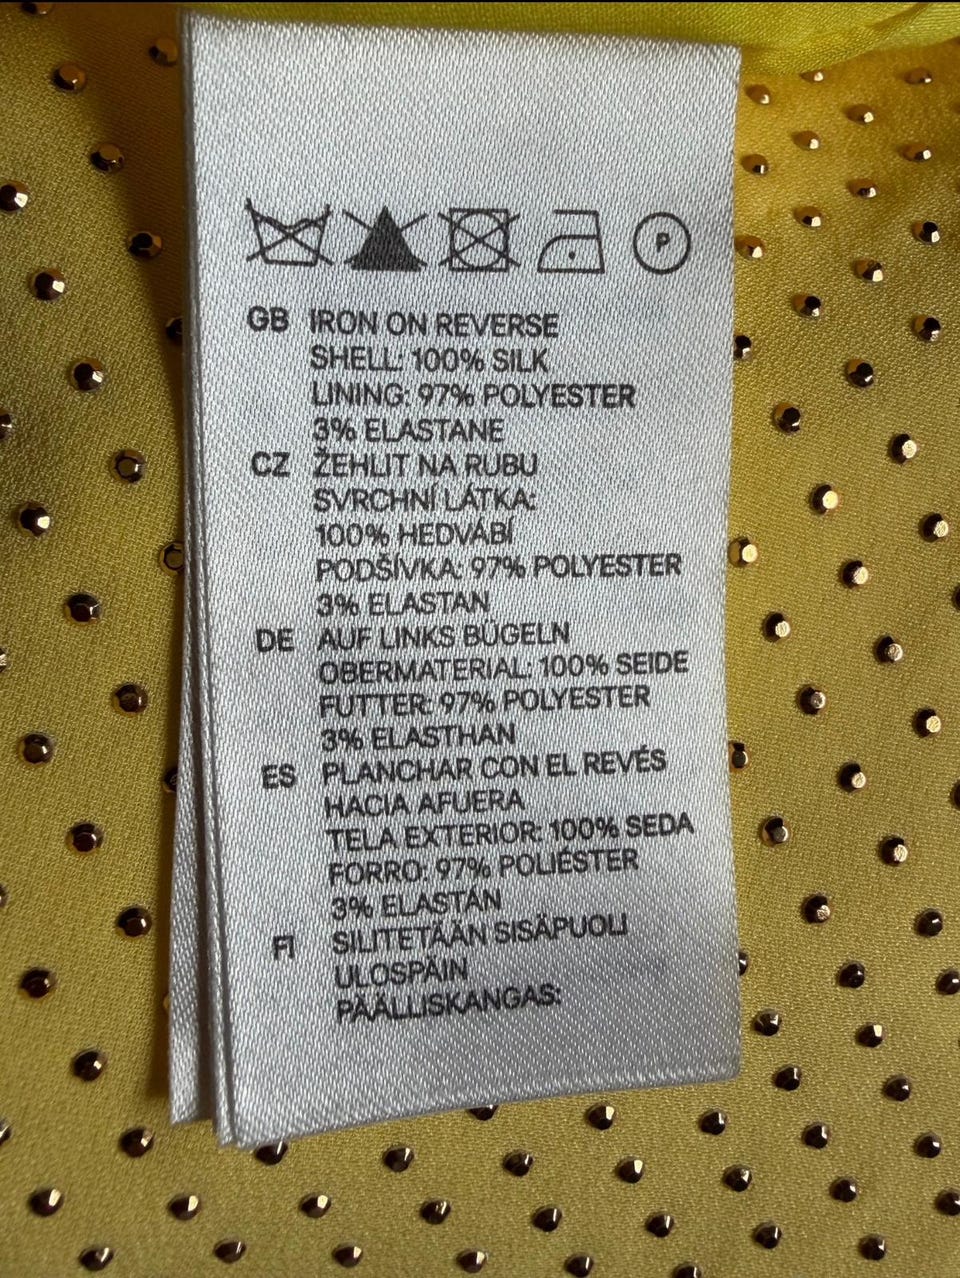 P
GB IRON ON REVERSE
SHELL: 100% SILK
LINING: 97% POLYESTER
3% ELASTANE
CZ ŽEHLIT NA RUBU
SVRCHNÍ LÁTKA:
100% HEDVÁBÍ
PODŠÍVKA: 97% POLYESTER
3% ELASTAN
DE AUF LINKS BÜGELN
OBERMATERIAL: 100% SEIDE
FUTTER: 97% POLYESTER
3% ELASTHAN
ES PLANCHAR CON EL REVÉS
HACIA AFUERA
TELA EXTERIOR: 100% SEDA
FORRO: 97% POLIÉSTER
3% ELASTÁN
FI SILITETÄÄN SISÄPUOLI
ULOSPÄIN
PÄÄLLISKANGAS: